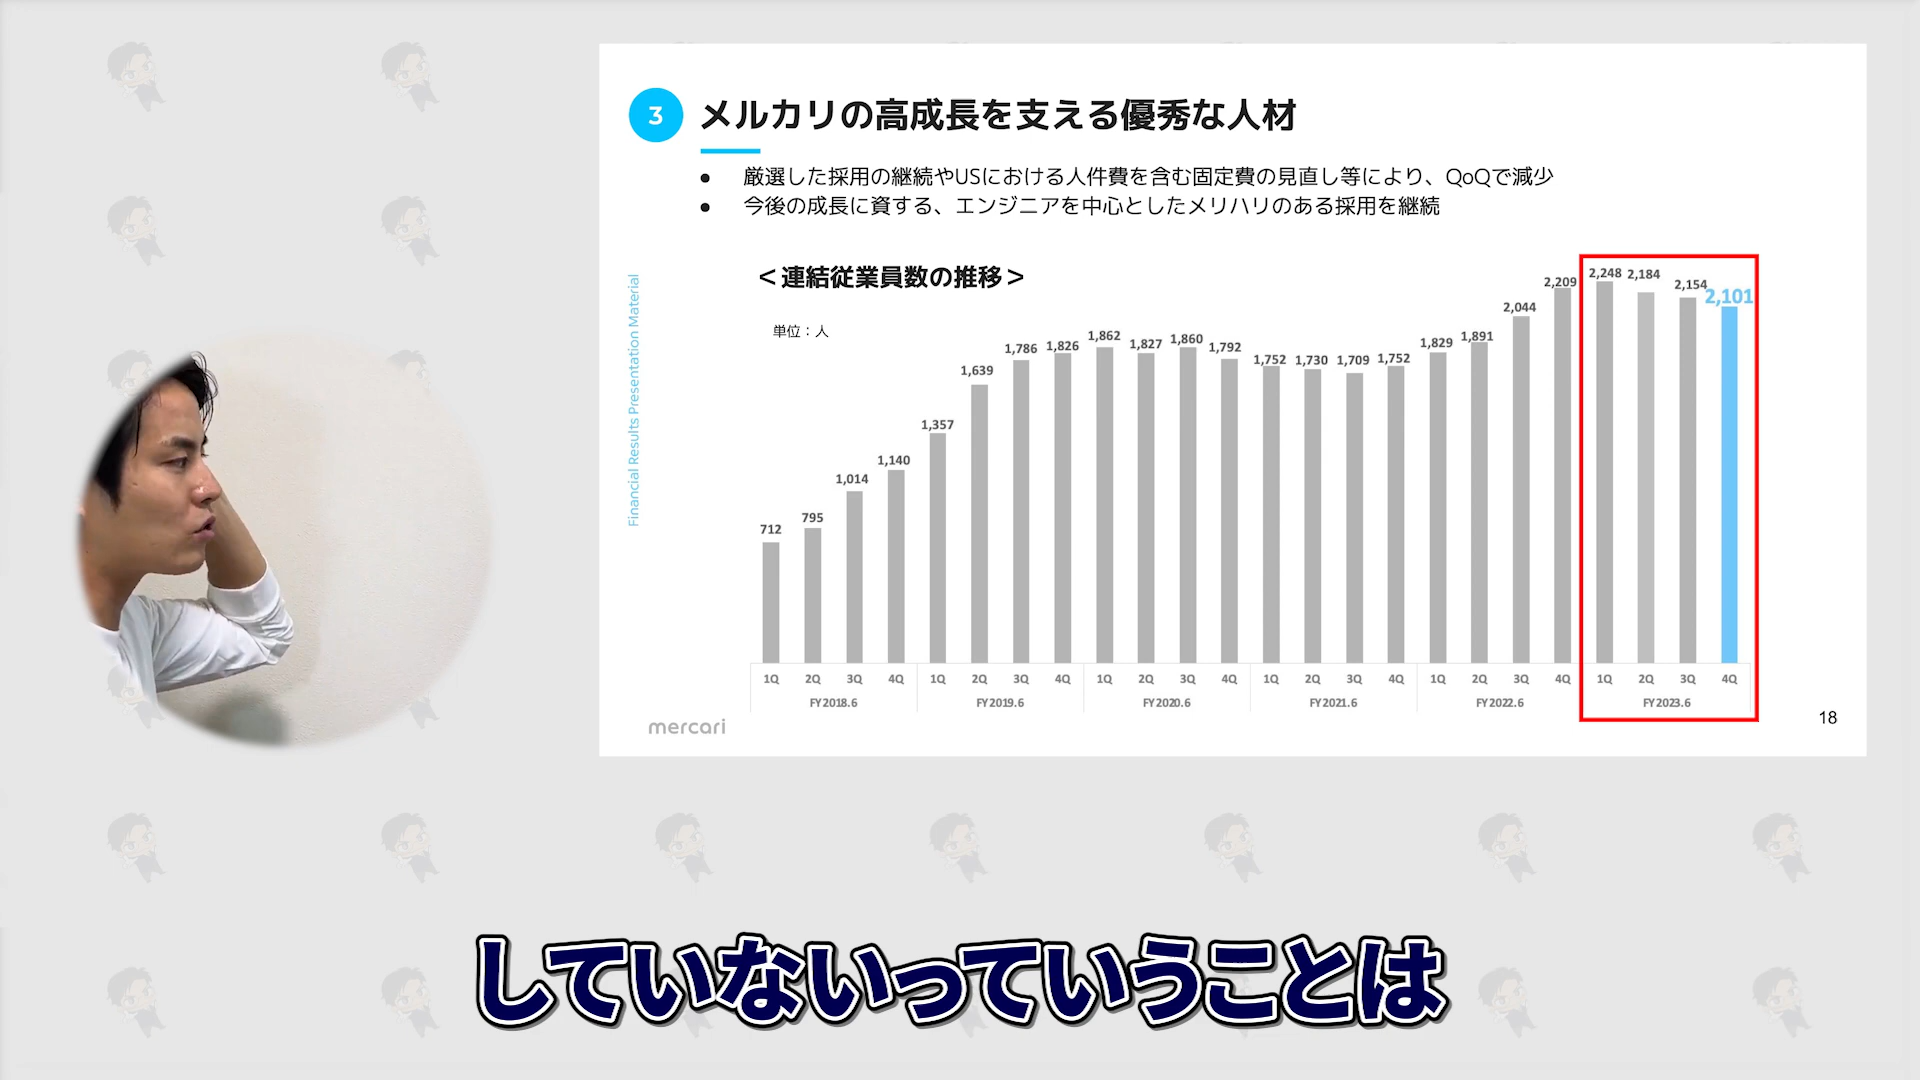 3 メルカリの高成長を支える優秀な人材
● 厳選した採用の継続やUSにおける人件費を含む固定費の見直し等により、QoQで減少
● 今後の成長に資する、エンジニアを中心としたメリハリのある採用を継続
Financial Results Presentation Material
＜連結従業員数の推移＞
単位：人
712 795 1,014 1,140 1,357 1,639 1,786 1,826 1,862 1,827 1,860 1,792 1,752 1,730 1,709 1,752 1,829 1,891 2,044 2,209 2,248 2,184 2,154 2,101
1Q 2Q 3Q 4Q 1Q 2Q 3Q 4Q 1Q 2Q 3Q 4Q 1Q 2Q 3Q 4Q 1Q 2Q 3Q 4Q 1Q 2Q 3Q 4Q
FY2018.6 FY2019.6 FY2020.6 FY2021.6 FY2022.6 FY2023.6
mercari
18
していないっていうことは